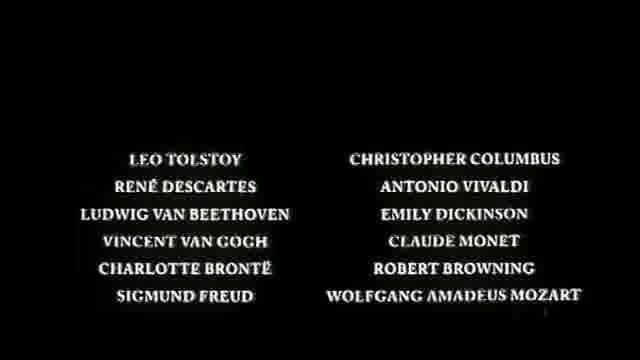 LEO TOLSTOY
RENÉ DESCARTES
LUDWIG VAN BEETHOVEN
VINCENT VAN GOGH
CHARLOTTE BRONTË
SIGMUND FREUD
CHRISTOPHER COLUMBUS
ANTONIO VIVALDI
EMILY DICKINSON
CLAUDE MONET
ROBERT BROWNING
WOLFGANG AMADEUS MOZART